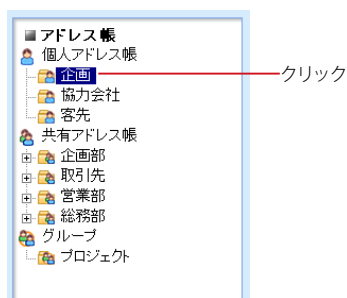 ■アドレス帳
個人アドレス帳
企画
クリック
協力会社
客先
共有アドレス帳
企画部
取引先
営業部
総務部
グループ
プロジェクト